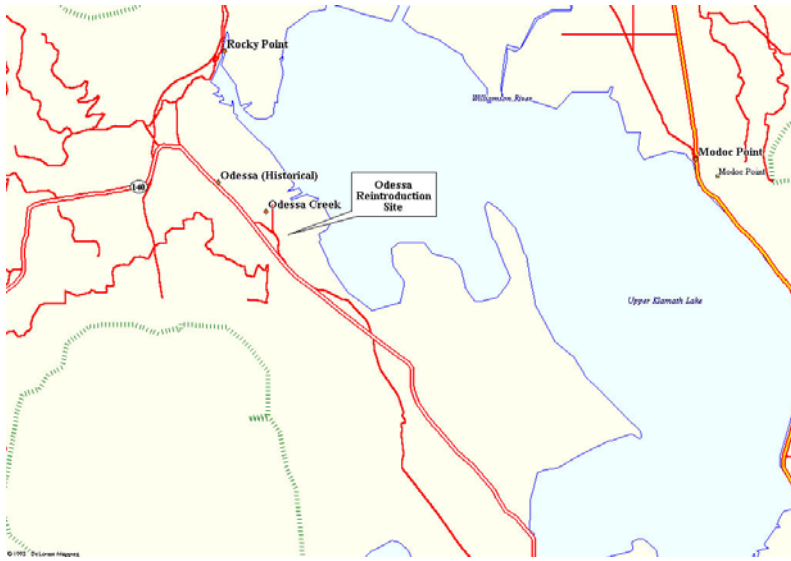 Rocky Point
Williamson River
Modoc Point
Modoc Point
Odessa (Historical)
140
Odessa
Reintroduction
Site
Odessa Creek
Upper Klamath Lake
© 1993 DeLorme Mapping